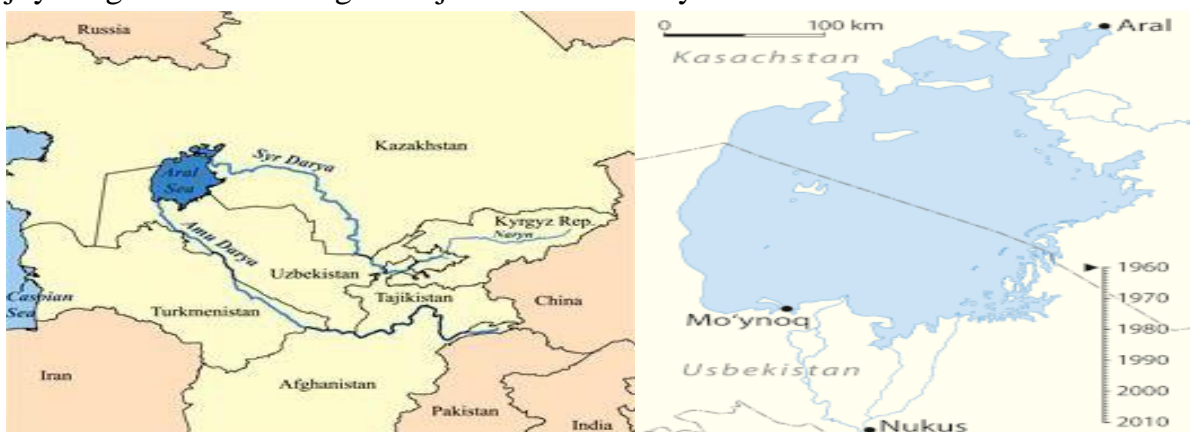 Russia
Kazakhstan
Syr Darya
Aral
Sea
Amu Darya
Kyrgyz Rep.
Naryn
Uzbekistan
Tajikistan
China
Caspian
Sea
Turkmenistan
Iran
Afghanistan
Pakistan
India
0 100 km
Aral
Kasachstan
Mo'ynoq
Usbekistan
Nukus
1960
1970
1980
1990
2000
2010